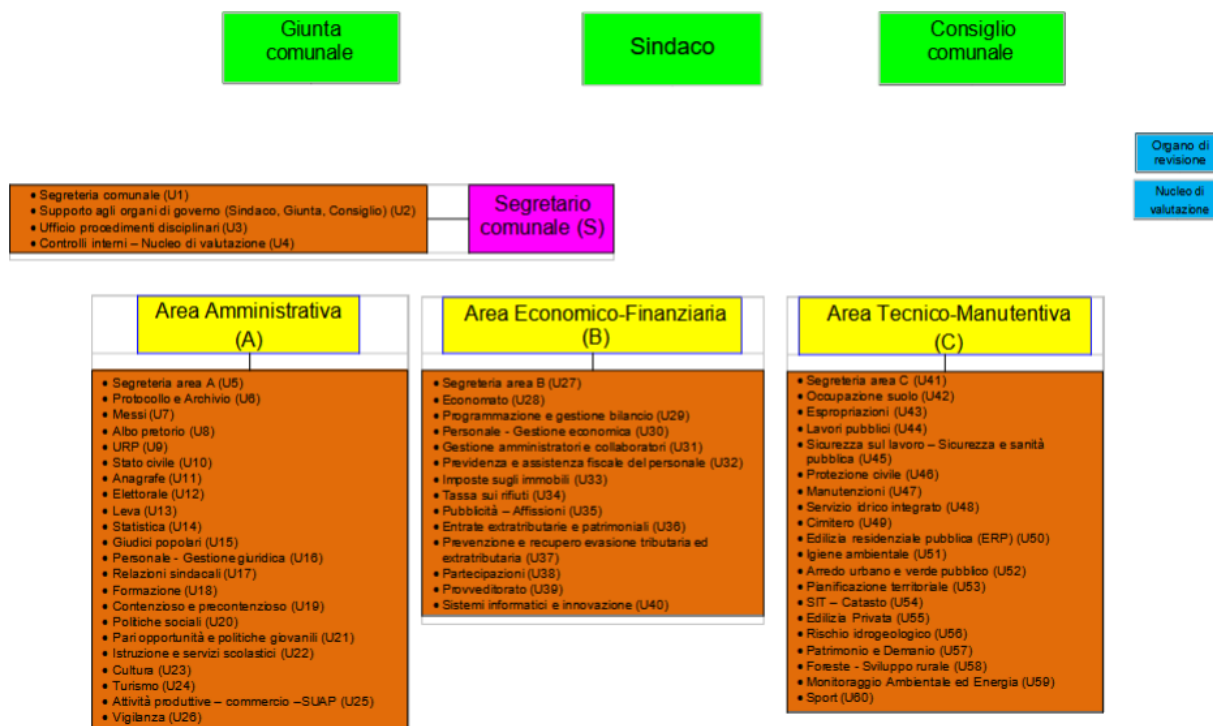 Giunta
comunale
Sindaco
Consiglio
comunale
Organo di
revisione
Nucleo di
valutazione
• Segreteria comunale (U1)
• Supporto agli organi di governo (Sindaco, Giunta, Consiglio) (U2)
• Ufficio procedimenti disciplinari (U3)
• Controlli interni – Nucleo di valutazione (U4)
Segretario
comunale (S)
Area Amministrativa
(A)
• Segreteria area A (U5)
• Protocollo e Archivio (U6)
• Messi (U7)
• Albo pretorio (U8)
• URP (U9)
• Stato civile (U10)
• Anagrafe (U11)
• Elettorale (U12)
• Leva (U13)
• Statistica (U14)
• Giudici popolari (U15)
• Personale - Gestione giuridica (U16)
• Relazioni sindacali (U17)
• Formazione (U18)
• Contenzioso e precontenzioso (U19)
• Politiche sociali (U20)
• Pari opportunità e politiche giovanili (U21)
• Istruzione e servizi scolastici (U22)
• Cultura (U23)
• Turismo (U24)
• Attività produttive – commercio –SUAP (U25)
• Vigilanza (U26)
Area Economico-Finanziaria
(B)
• Segreteria area B (U27)
• Economato (U28)
• Programmazione e gestione bilancio (U29)
• Personale - Gestione economica (U30)
• Gestione amministratori e collaboratori (U31)
• Previdenza e assistenza fiscale del personale (U32)
• Imposte sugli immobili (U33)
• Tassa sui rifiuti (U34)
• Pubblicità – Affissioni (U35)
• Entrate extratributarie e patrimoniali (U36)
• Prevenzione e recupero evasione tributaria ed
extratributaria (U37)
• Partecipazioni (U38)
• Provveditorato (U39)
• Sistemi informatici e innovazione (U40)
Area Tecnico-Manutentiva
(C)
• Segreteria area C (U41)
• Occupazione suolo (U42)
• Espropriazioni (U43)
• Lavori pubblici (U44)
• Sicurezza sul lavoro – Sicurezza e sanità
pubblica (U45)
• Protezione civile (U46)
• Manutenzioni (U47)
• Servizio idrico integrato (U48)
• Cimitero (U49)
• Edilizia residenziale pubblica (ERP) (U50)
• Igiene ambientale (U51)
• Arredo urbano e verde pubblico (U52)
• Pianificazione territoriale (U53)
• SIT – Catasto (U54)
• Edilizia Privata (U55)
• Rischio idrogeologico (U56)
• Patrimonio e Demanio (U57)
• Foreste - Sviluppo rurale (U58)
• Monitoraggio Ambientale ed Energia (U59)
• Sport (U60)